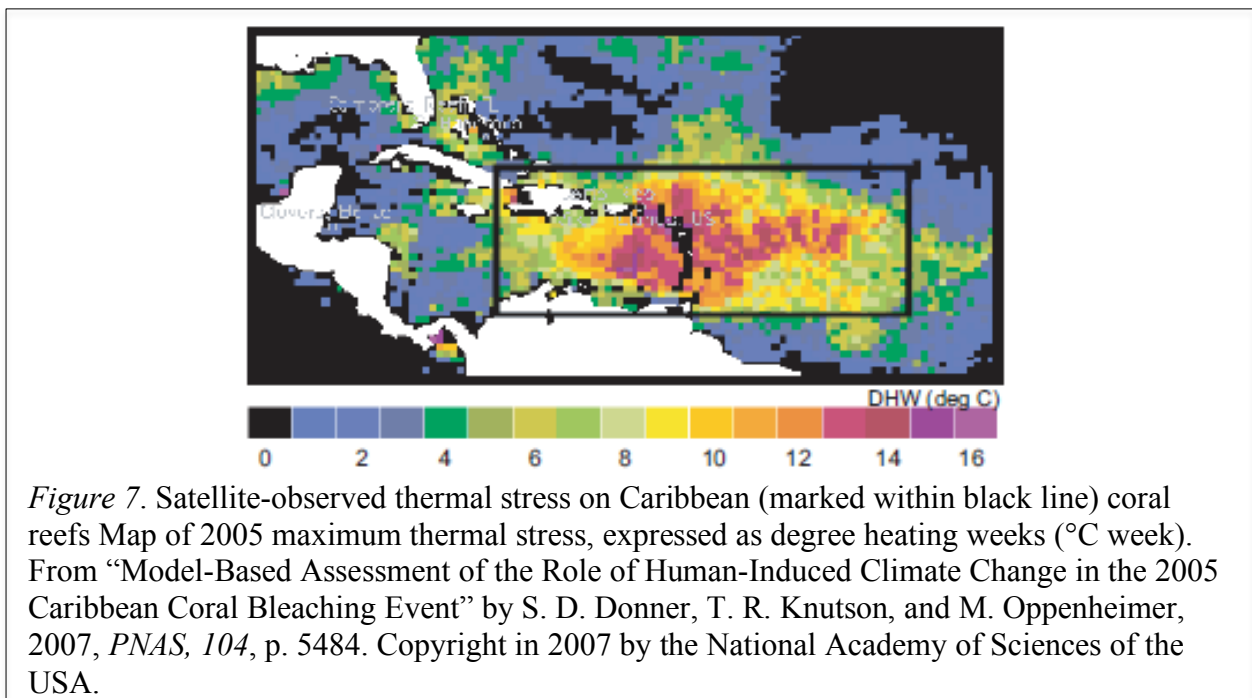 DHW (deg C)
0 2 4 6 8 10 12 14 16
Figure 7. Satellite-observed thermal stress on Caribbean (marked within black line) coral
reefs Map of 2005 maximum thermal stress, expressed as degree heating weeks (°C week).
From “Model-Based Assessment of the Role of Human-Induced Climate Change in the 2005
Caribbean Coral Bleaching Event” by S. D. Donner, T. R. Knutson, and M. Oppenheimer,
2007, PNAS, 104, p. 5484. Copyright in 2007 by the National Academy of Sciences of the
USA.